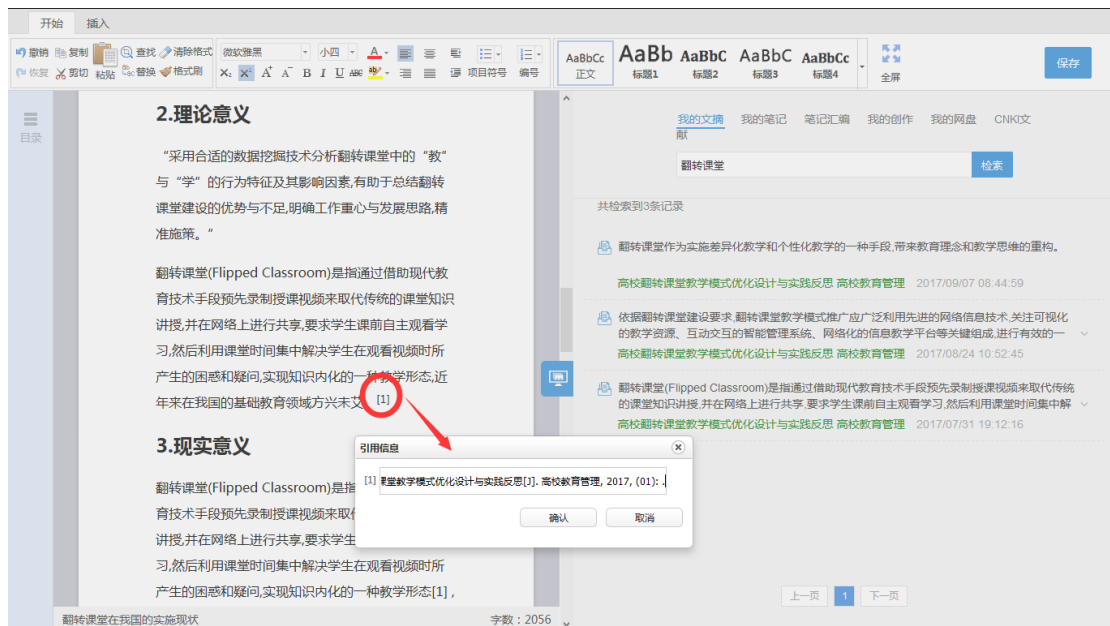 开始 插入
撤销 复制 查找 清除格式 微软雅黑 小四
恢复 剪切 粘贴 替换 格式刷 X₂ X² A⁺ A⁻ B I U ABC 项目符号 编号
AaBbCc AaBb AaBbC AaBbC AaBbCc
正文 标题1 标题2 标题3 标题4 全屏 保存
目录
2.理论意义
“采用合适的数据挖掘技术分析翻转课堂中的“教”
与“学”的行为特征及其影响因素,有助于总结翻转
课堂建设的优势与不足,明确工作重心与发展思路,精
准施策。”
翻转课堂(Flipped Classroom)是指通过借助现代教
育技术手段预先录制授课视频来取代传统的课堂知识
讲授,并在网络上进行共享,要求学生课前自主观看学
习,然后利用课堂时间集中解决学生在观看视频时所
产生的困惑和疑问,实现知识内化的一种教学形态,近
年来在我国的基础教育领域方兴未艾 [1]
3.现实意义
翻转课堂(Flipped Classroom)是指
育技术手段预先录制授课视频来取
讲授,并在网络上进行共享,要求学生
习,然后利用课堂时间集中解决学生在观看视频时所
产生的困惑和疑问,实现知识内化的一种教学形态[1] ,
翻转课堂在我国的实施现状 字数：2056
引用信息
[1] 课堂教学模式优化设计与实践反思[J]. 高校教育管理, 2017, (01): .
确认 取消
我的文摘 我的笔记 笔记汇编 我的创作 我的网盘 CNKI文
献
翻转课堂 检索
共检索到3条记录
翻转课堂作为实施差异化教学和个性化教学的一种手段,带来教育理念和教学思维的重构。
高校翻转课堂教学模式优化设计与实践反思 高校教育管理 2017/09/07 08:44:59
依据翻转课堂建设要求,翻转课堂教学模式推广应广泛利用先进的网络信息技术,关注可视化
的教学资源、互动交互的智能管理系统、网络化的信息教学平台等关键组成,进行有效的一
高校翻转课堂教学模式优化设计与实践反思 高校教育管理 2017/08/24 10:52:45
翻转课堂(Flipped Classroom)是指通过借助现代教育技术手段预先录制授课视频来取代传统
的课堂知识讲授,并在网络上进行共享,要求学生课前自主观看学习,然后利用课堂时间集中解
高校翻转课堂教学模式优化设计与实践反思 高校教育管理 2017/07/31 19:12:16
上一页 1 下一页